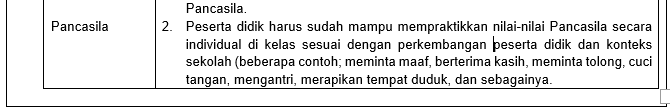 Pancasila.
Pancasila
2. Peserta didik harus sudah mampu mempraktikkan nilai-nilai Pancasila secara
individual di kelas sesuai dengan perkembangan peserta didik dan konteks
sekolah (beberapa contoh; meminta maaf, berterima kasih, meminta tolong, cuci
tangan, mengantri, merapikan tempat duduk, dan sebagainya.